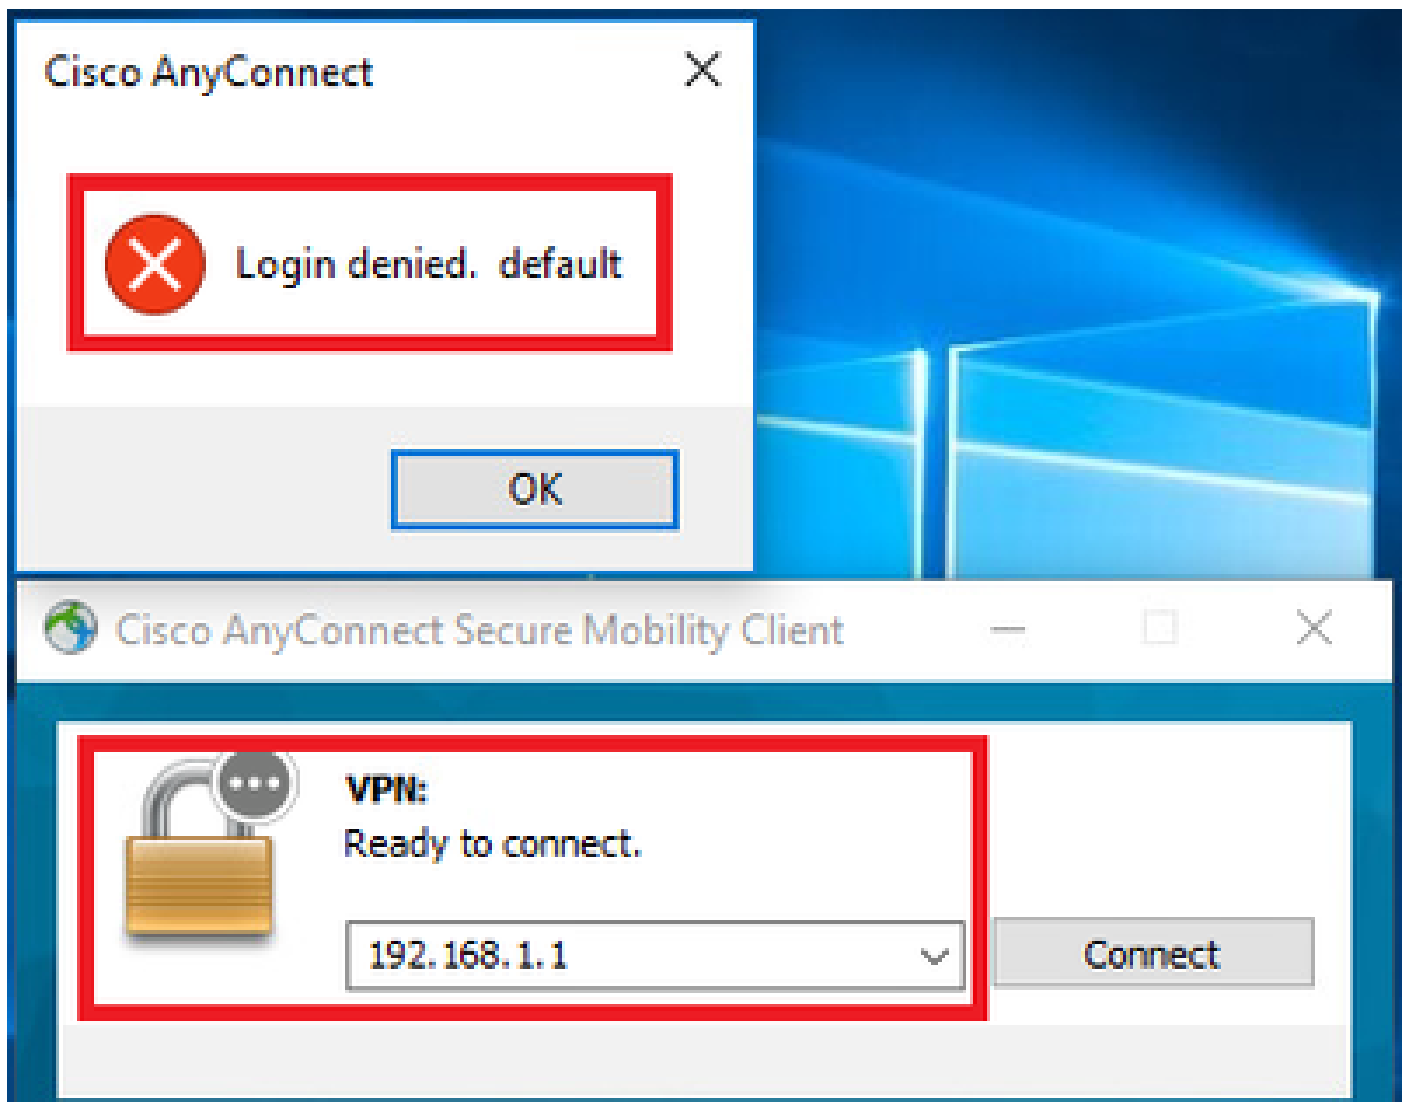 Cisco AnyConnect
Login denied.  default
OK
Cisco AnyConnect Secure Mobility Client
VPN:
Ready to connect.
192.168.1.1
Connect